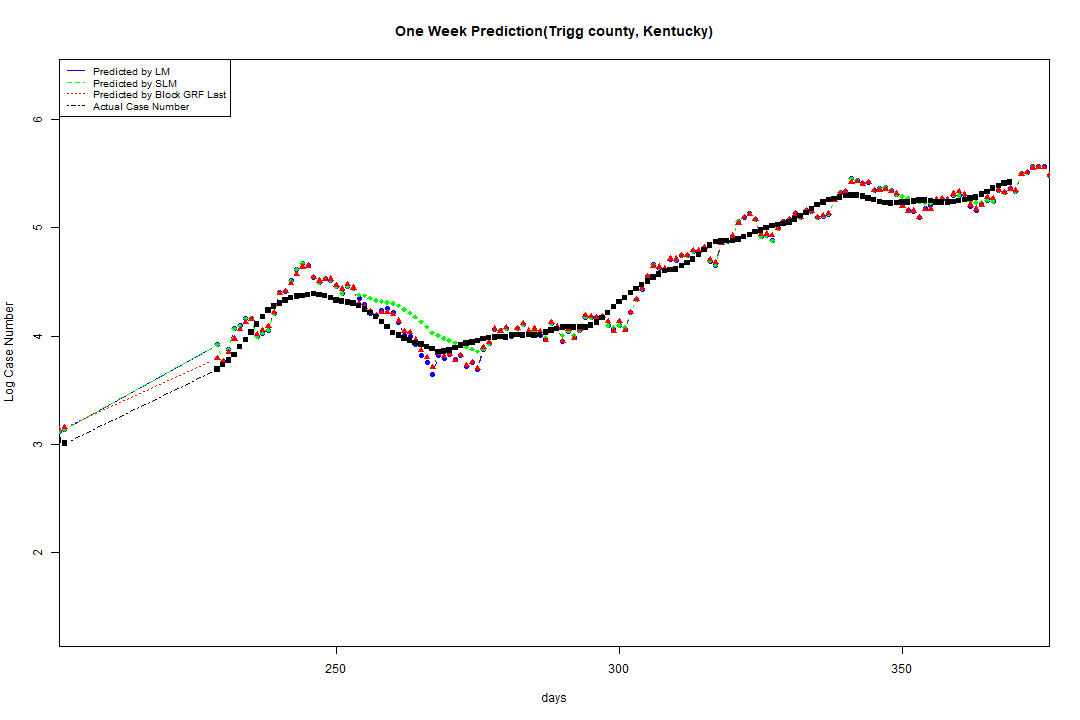 One Week Prediction(Trigg county, Kentucky)
Predicted by LM
Predicted by SLM
Predicted by Block GRF Last
Actual Case Number
6
5
4
3
2
Log Case Number
250 300 350
days